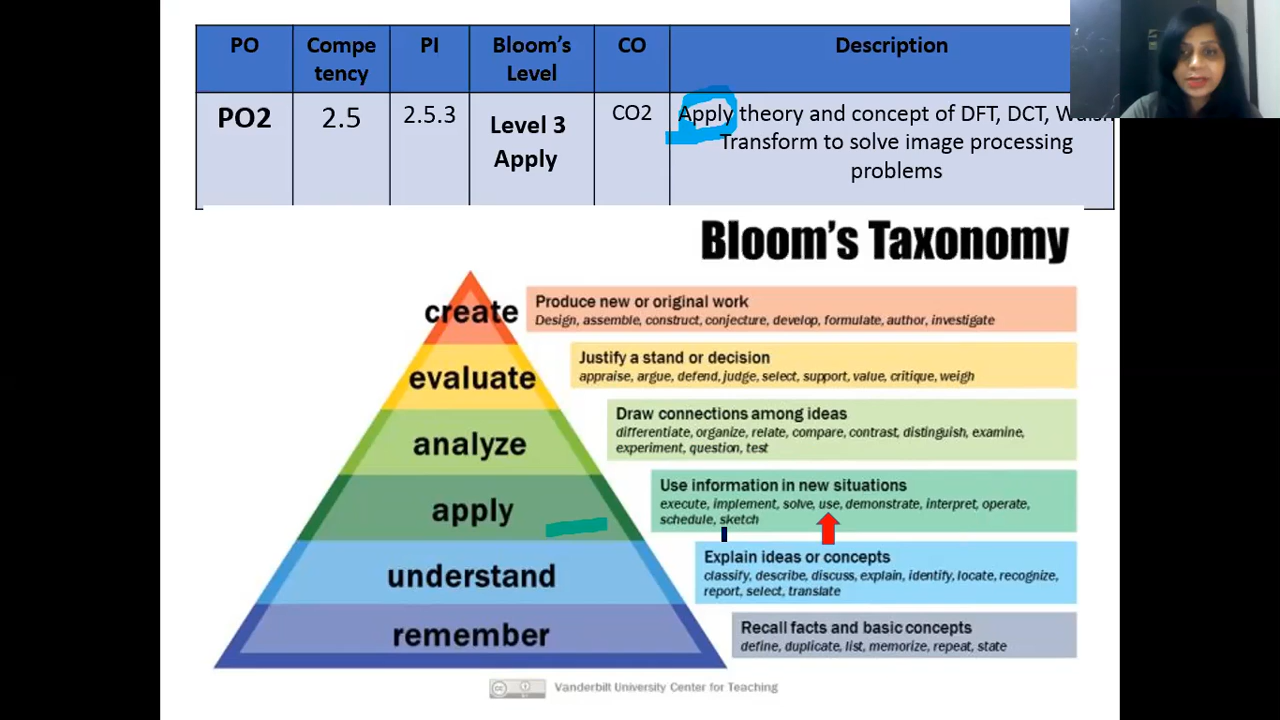 PO
Compe
tency
PI
Bloom's
Level
CO
Description
PO2
2.5
2.5.3
Level 3
Apply
CO2
Apply theory and concept of DFT, DCT,
Transform to solve image processing
problems
Bloom's Taxonomy
create
Produce new or original work
Design, assemble, construct, conjecture, develop, formulate, author, investigate
evaluate
Justify a stand or decision
appraise, argue, defend, judge, select, support, value, critique, weigh
analyze
Draw connections among ideas
differentiate, organize, relate, compare, contrast, distinguish, examine,
experiment, question, test
apply
Use information in new situations
execute, implement, solve, use, demonstrate, interpret, operate,
schedule, sketch
understand
Explain ideas or concepts
classify, describe, discuss, explain, identify, locate, recognize,
report, select, translate
remember
Recall facts and basic concepts
define, duplicate, list, memorize, repeat, state
Vanderbilt University Center for Teaching